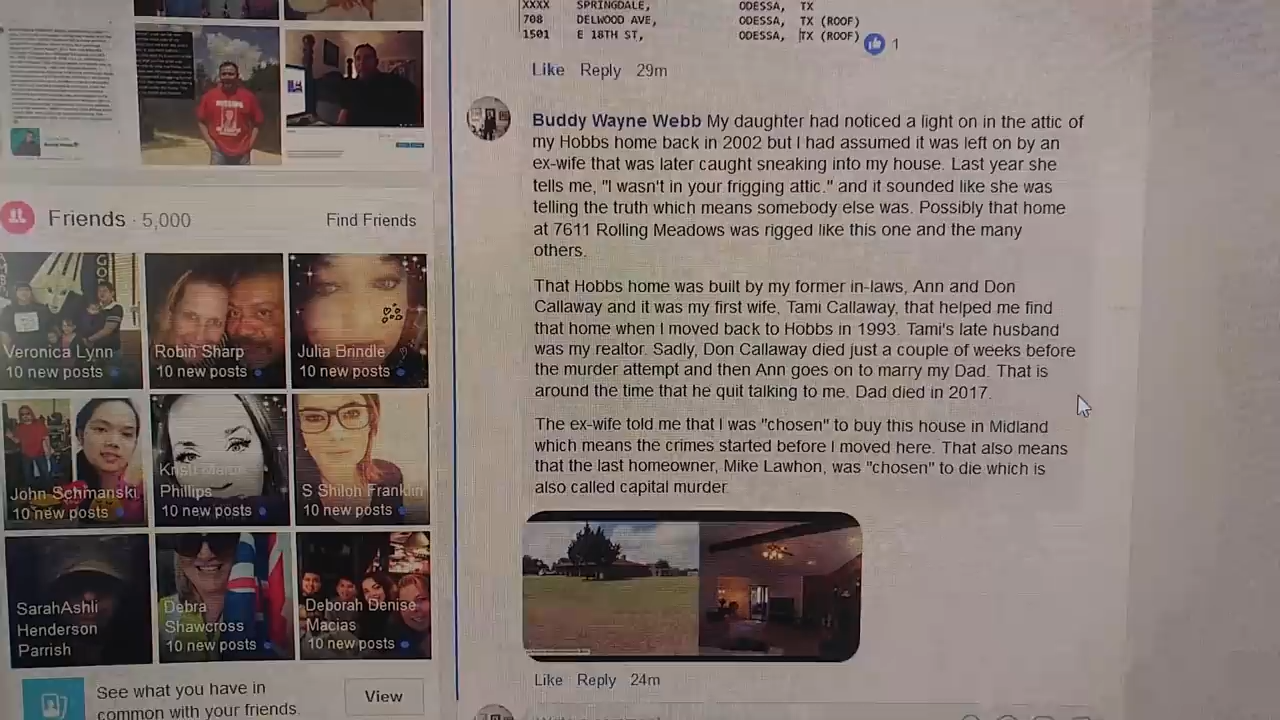 XXXX SPRINGDALE, ODESSA, TX
708 DELWOOD AVE, ODESSA, TX (ROOF)
1501 E 18TH ST, ODESSA, TX (ROOF)
1
Like Reply 29m
Buddy Wayne Webb My daughter had noticed a light on in the attic of
my Hobbs home back in 2002 but I had assumed it was left on by an
ex-wife that was later caught sneaking into my house. Last year she
tells me, "I wasn't in your frigging attic." and it sounded like she was
telling the truth which means somebody else was. Possibly that home
at 7611 Rolling Meadows was rigged like this one and the many
others.
That Hobbs home was built by my former in-laws, Ann and Don
Callaway and it was my first wife, Tami Callaway, that helped me find
that home when I moved back to Hobbs in 1993. Tami's late husband
was my realtor. Sadly, Don Callaway died just a couple of weeks before
the murder attempt and then Ann goes on to marry my Dad. That is
around the time that he quit talking to me. Dad died in 2017.
The ex-wife told me that I was "chosen" to buy this house in Midland
which means the crimes started before I moved here. That also means
that the last homeowner, Mike Lawhon, was "chosen" to die which is
also called capital murder
Like Reply 24m
Friends · 5,000 Find Friends
Veronica Lynn
10 new posts
Robin Sharp
10 new posts
Julia Brindle
10 new posts
John Schmanski
10 new posts
Phillips
10 new posts
S Shiloh Franklin
10 new posts
SarahAshli
Henderson
Parrish
Debra
Shawcross
10 new posts
Deborah Denise
Macias
10 new posts
See what you have in
common with your friends.
View